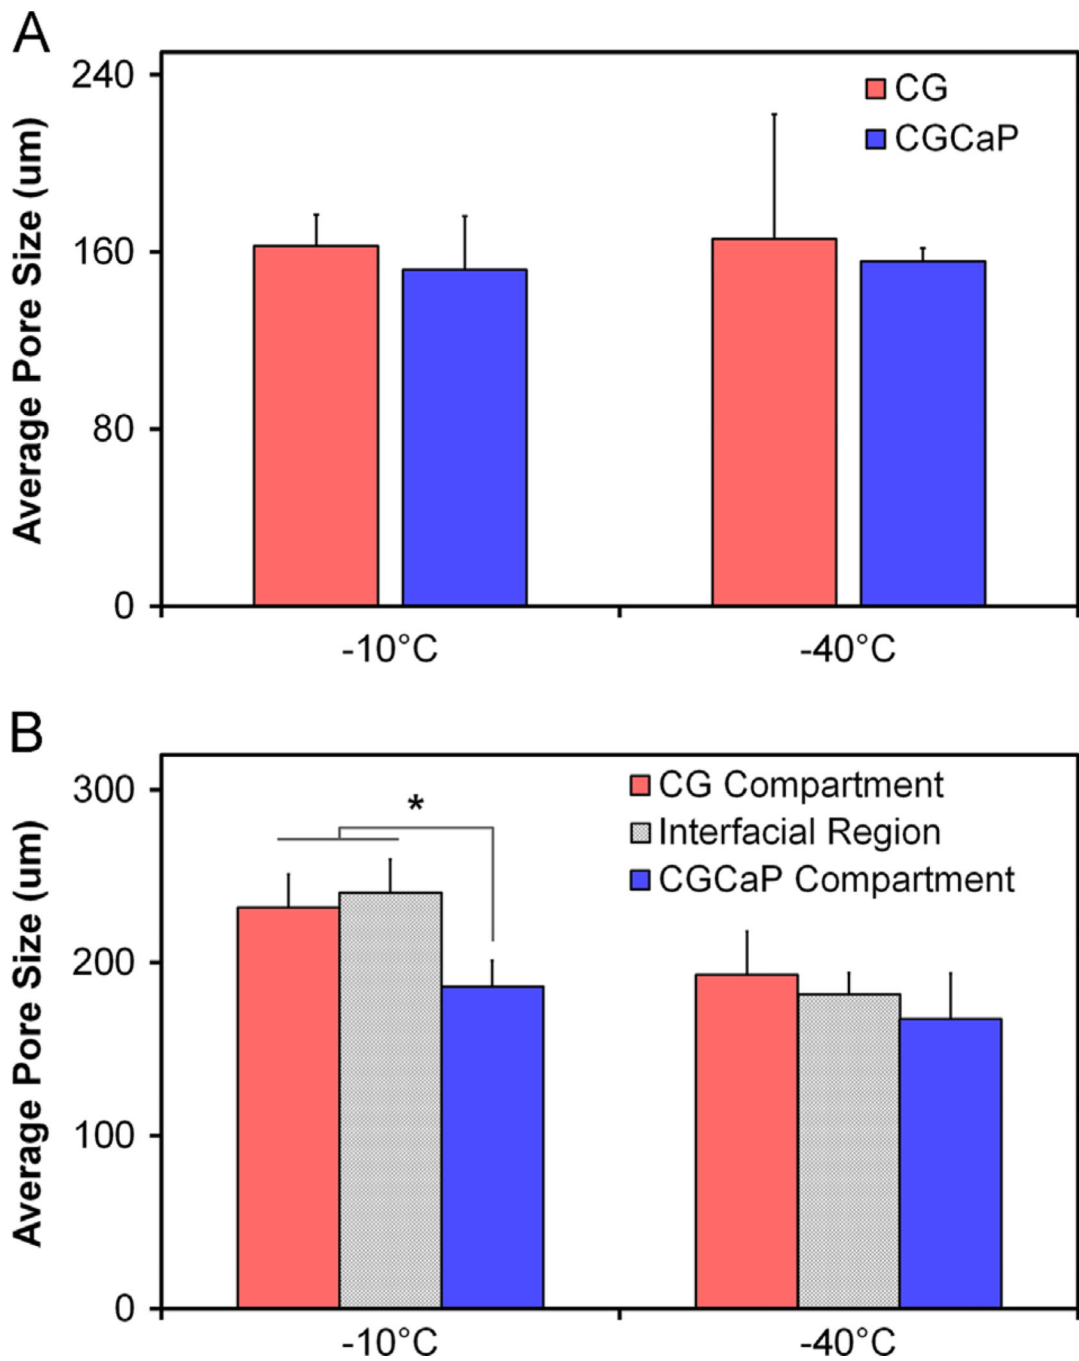 A
Average Pore Size (um)
240
160
80
0
CG
CGCaP
-10°C
-40°C
B
Average Pore Size (um)
300
200
100
0
*
CG Compartment
Interfacial Region
CGCaP Compartment
-10°C
-40°C